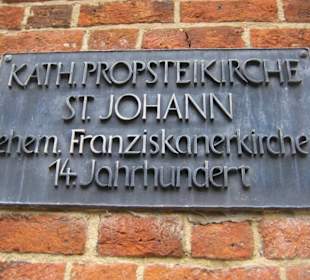 KATH. PROPSTEIKIRCHE
ST. JOHANN
ehem. Franziskanerkirche
14. Jahrhundert